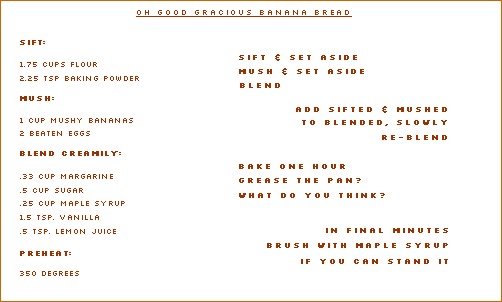 OH GOOD GRACIOUS BANANA BREAD
SIFT:
1.75 CUPS FLOUR
2.25 TSP BAKING POWDER
MUSH:
1 CUP MUSHY BANANAS
2 BEATEN EGGS
BLEND CREAMILY:
.33 CUP MARGARINE
.5 CUP SUGAR
.25 CUP MAPLE SYRUP
1.5 TSP. VANILLA
.5 TSP. LEMON JUICE
PREHEAT:
350 DEGREES
SIFT & SET ASIDE
MUSH & SET ASIDE
BLEND
ADD SIFTED & MUSHED
TO BLENDED, SLOWLY
RE-BLEND
BAKE ONE HOUR
GREASE THE PAN?
WHAT DO YOU THINK?
IN FINAL MINUTES
BRUSH WITH MAPLE SYRUP
IF YOU CAN STAND IT